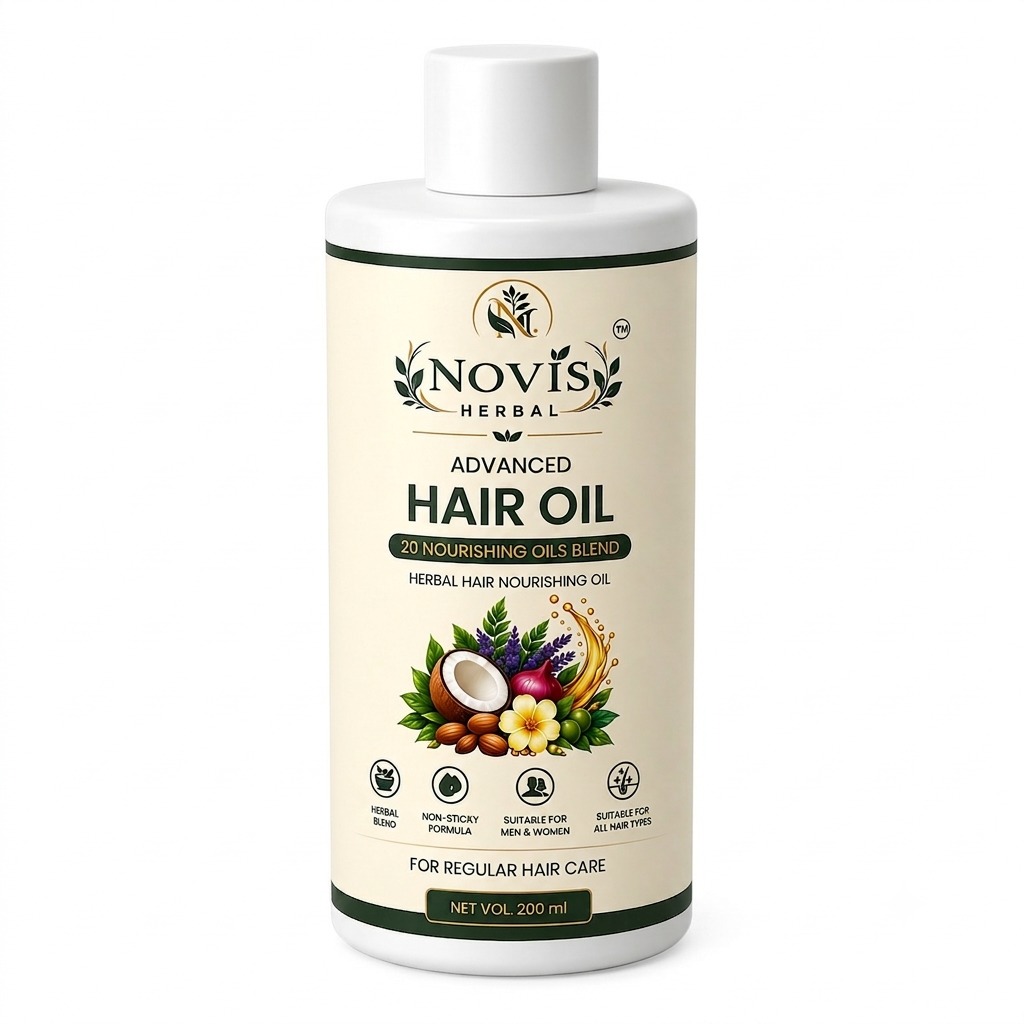 N.
TM
NOVIS
HERBAL
ADVANCED
HAIR OIL
20 NOURISHING OILS BLEND
HERBAL HAIR NOURISHING OIL
HERBAL
BLEND
NON-STICKY
FORMULA
SUITABLE FOR
MEN & WOMEN
SUITABLE FOR
ALL HAIR TYPES
FOR REGULAR HAIR CARE
NET VOL. 200 ml